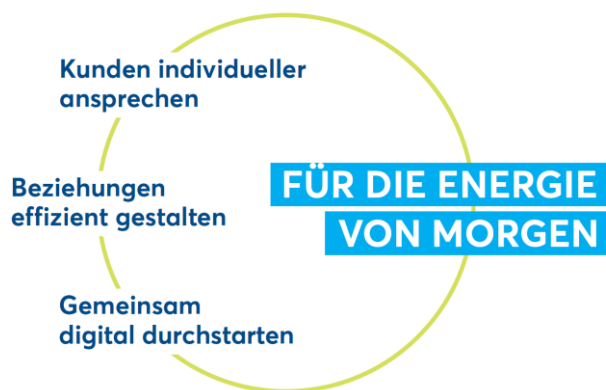 Kunden individueller
ansprechen
Beziehungen
effizient gestalten
FÜR DIE ENERGIE
VON MORGEN
Gemeinsam
digital durchstarten